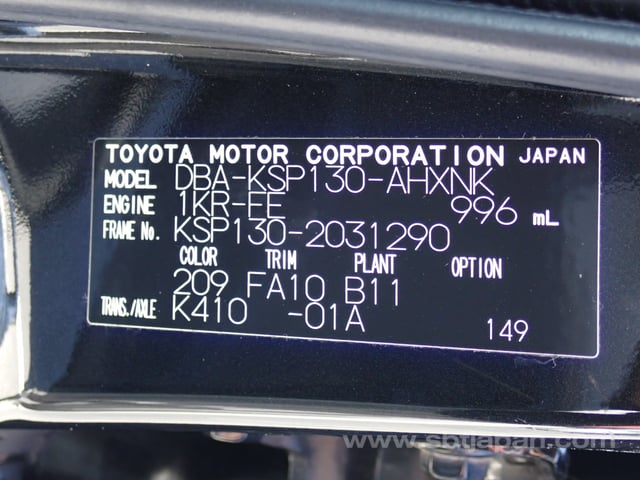 TOYOTA MOTOR CORPORATION JAPAN
MODEL DBA-KSP130-AHXNK
ENGINE 1KR-EE 996 mL
FRAME No. KSP130-2031290
COLOR TRIM PLANT OPTION
209 FA10 B11
TRANS./AXLE K410 -01A 149
www.sbtjapan.com